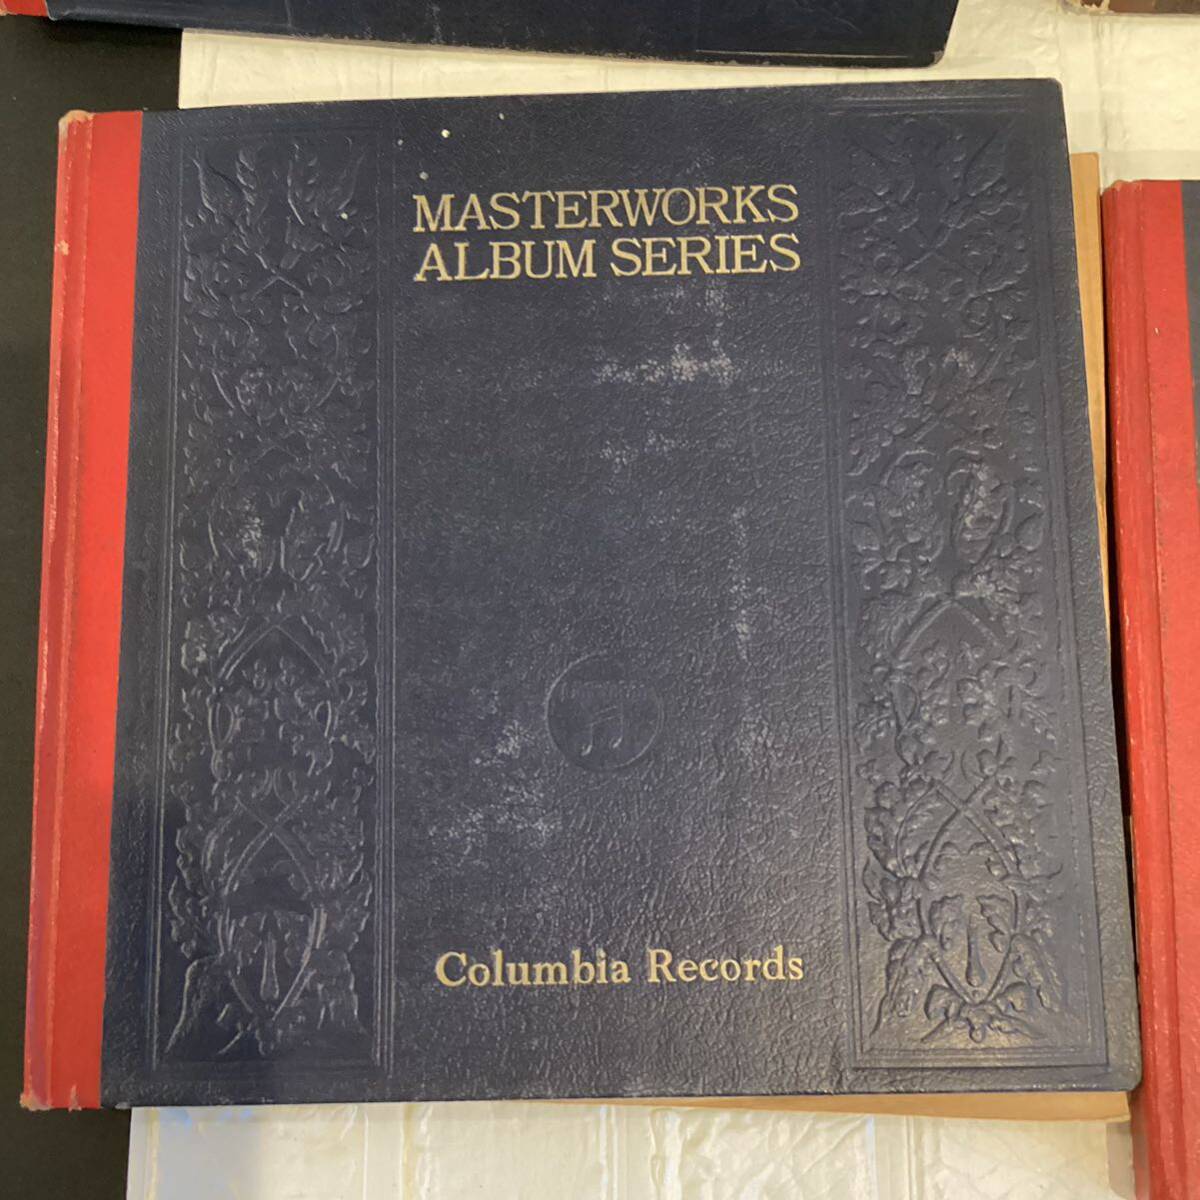 MASTERWORKS
ALBUM SERIES
Columbia Records